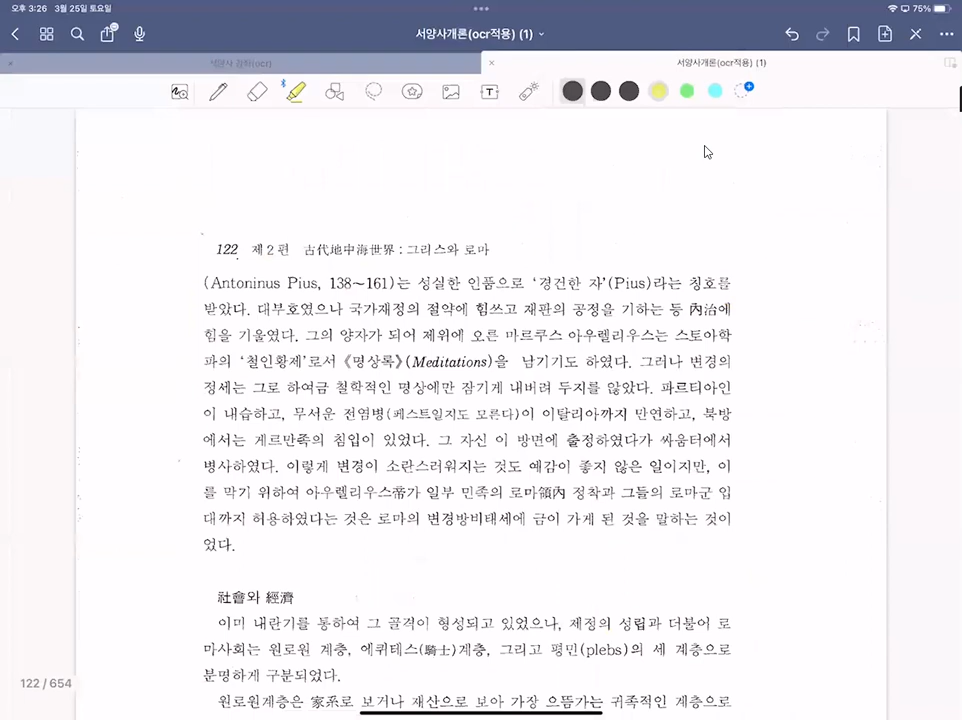 오후 3:26 3월 25일 토요일
75%
서양사개론(ocr적용) (1)
서양사 강좌(ocr)
서양사개론(ocr적용) (1)
122 제2편 古代地中海世界 : 그리스와 로마
(Antoninus Pius, 138~161)는 성실한 인품으로 ‘경건한 자’(Pius)라는 칭호를
받았다. 대부호였으나 국가재정의 절약에 힘쓰고 재판의 공정을 기하는 등 內治에
힘을 기울였다. 그의 양자가 되어 제위에 오른 마르쿠스 아우렐리우스는 스토아학
파의 ‘철인황제’로서 《명상록》(Meditations)을 남기기도 하였다. 그러나 변경의
정세는 그로 하여금 철학적인 명상에만 잠기게 내버려 두지를 않았다. 파르티아인
이 내습하고, 무서운 전염병(페스트일지도 모른다)이 이탈리아까지 만연하고, 북방
에서는 게르만족의 침입이 있었다. 그 자신 이 방면에 출정하였다가 싸움터에서
병사하였다. 이렇게 변경이 소란스러워지는 것도 예감이 좋지 않은 일이지만, 이
를 막기 위하여 아우렐리우스帝가 일부 민족의 로마領內 정착과 그들의 로마군 입
대까지 허용하였다는 것은 로마의 변경방비태세에 금이 가게 된 것을 말하는 것이
었다.
社會와 經濟
이미 내란기를 통하여 그 골격이 형성되고 있었으나, 제정의 성립과 더불어 로
마사회는 원로원 계층, 에퀴테스(騎士)계층, 그리고 평민(plebs)의 세 계층으로
분명하게 구분되었다.
122 / 654
원로원계층은 家系로 보거나 재산으로 보아 가장 으뜸가는 귀족적인 계층으로